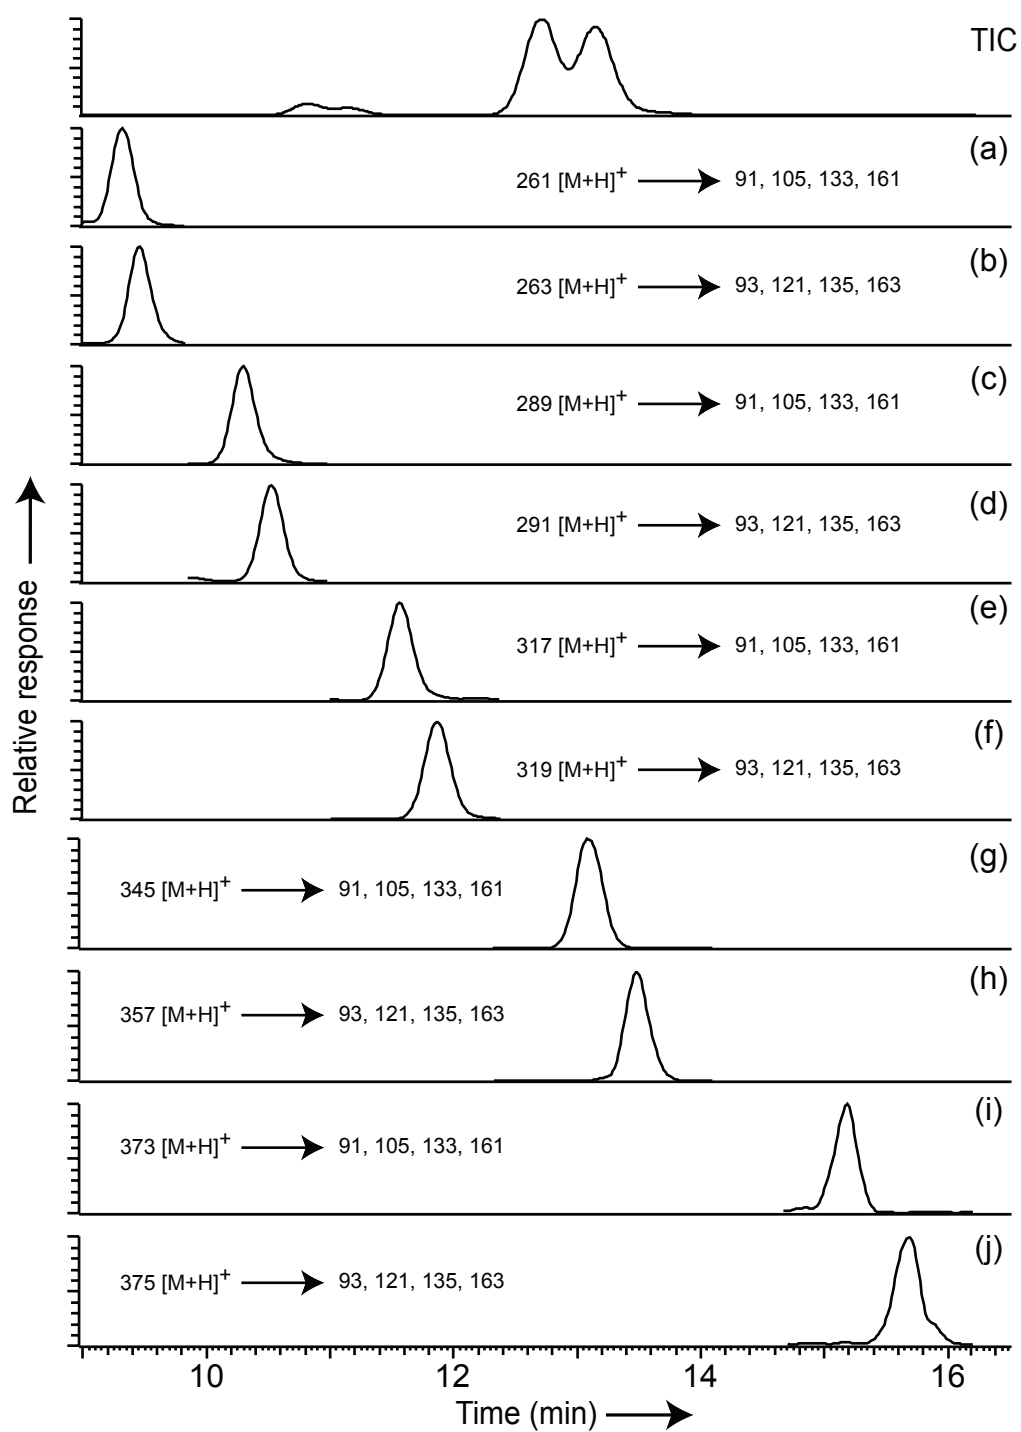 TIC
(a)
261 [M+H]+ 91, 105, 133, 161
(b)
263 [M+H]+ 93, 121, 135, 163
(c)
289 [M+H]+ 91, 105, 133, 161
(d)
291 [M+H]+ 93, 121, 135, 163
(e)
317 [M+H]+ 91, 105, 133, 161
(f)
319 [M+H]+ 93, 121, 135, 163
(g)
345 [M+H]+ 91, 105, 133, 161
(h)
357 [M+H]+ 93, 121, 135, 163
(i)
373 [M+H]+ 91, 105, 133, 161
(j)
375 [M+H]+ 93, 121, 135, 163
Relative response
10 12 14 16
Time (min)